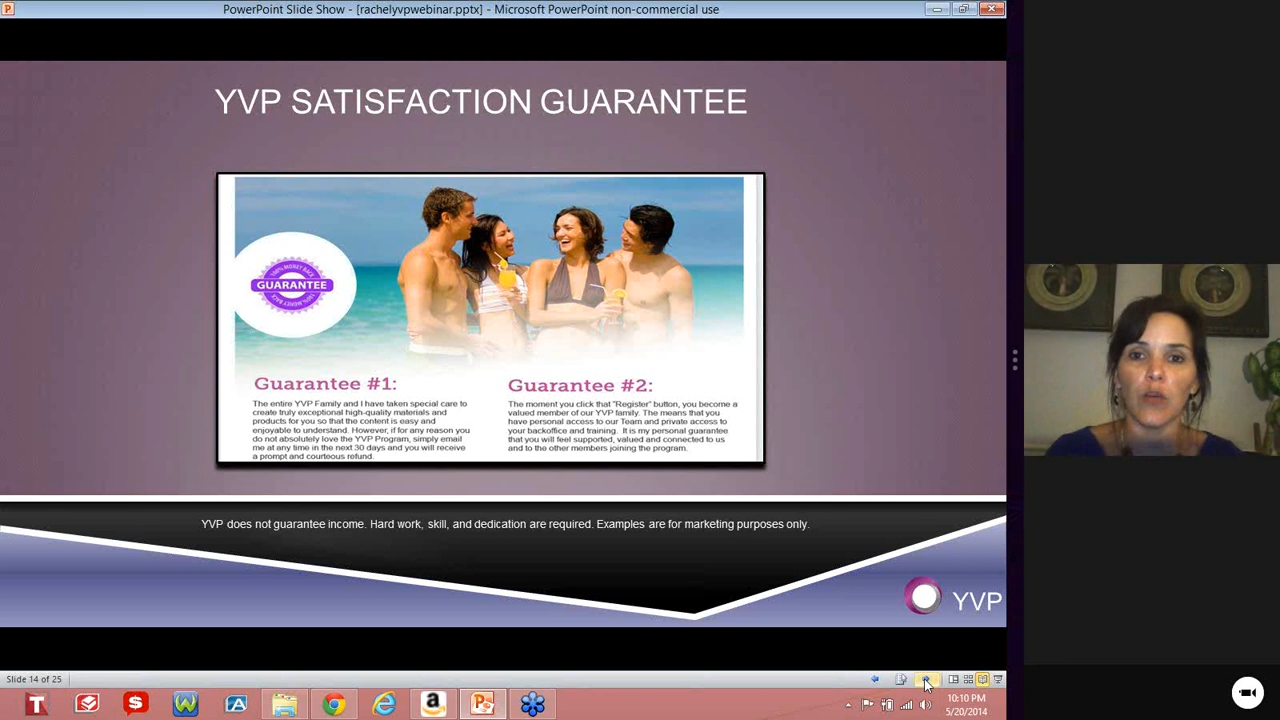 PowerPoint Slide Show - [rachelyvpwebinar.pptx] - Microsoft PowerPoint non-commercial use
YVP SATISFACTION GUARANTEE
100% MONEY BACK
GUARANTEE
100% MONEY BACK
Guarantee #1:
The entire YVP Family and I have taken special care to
create truly exceptional high-quality materials and
products for you so that the content is easy and
enjoyable to understand. However, if for any reason you
do not absolutely love the YVP Program, simply email
me at any time in the next 30 days and you will receive
a prompt and courteous refund.
Guarantee #2:
The moment you click that "Register" button, you become a
valued member of our YVP family. The means that you
have personal access to our Team and private access to
your backoffice and training. It is my personal guarantee
that you will feel supported, valued and connected to us
and to the other members joining the program.
YVP does not guarantee income. Hard work, skill, and dedication are required. Examples are for marketing purposes only.
YVP
Slide 14 of 25
10:10 PM
5/20/2014